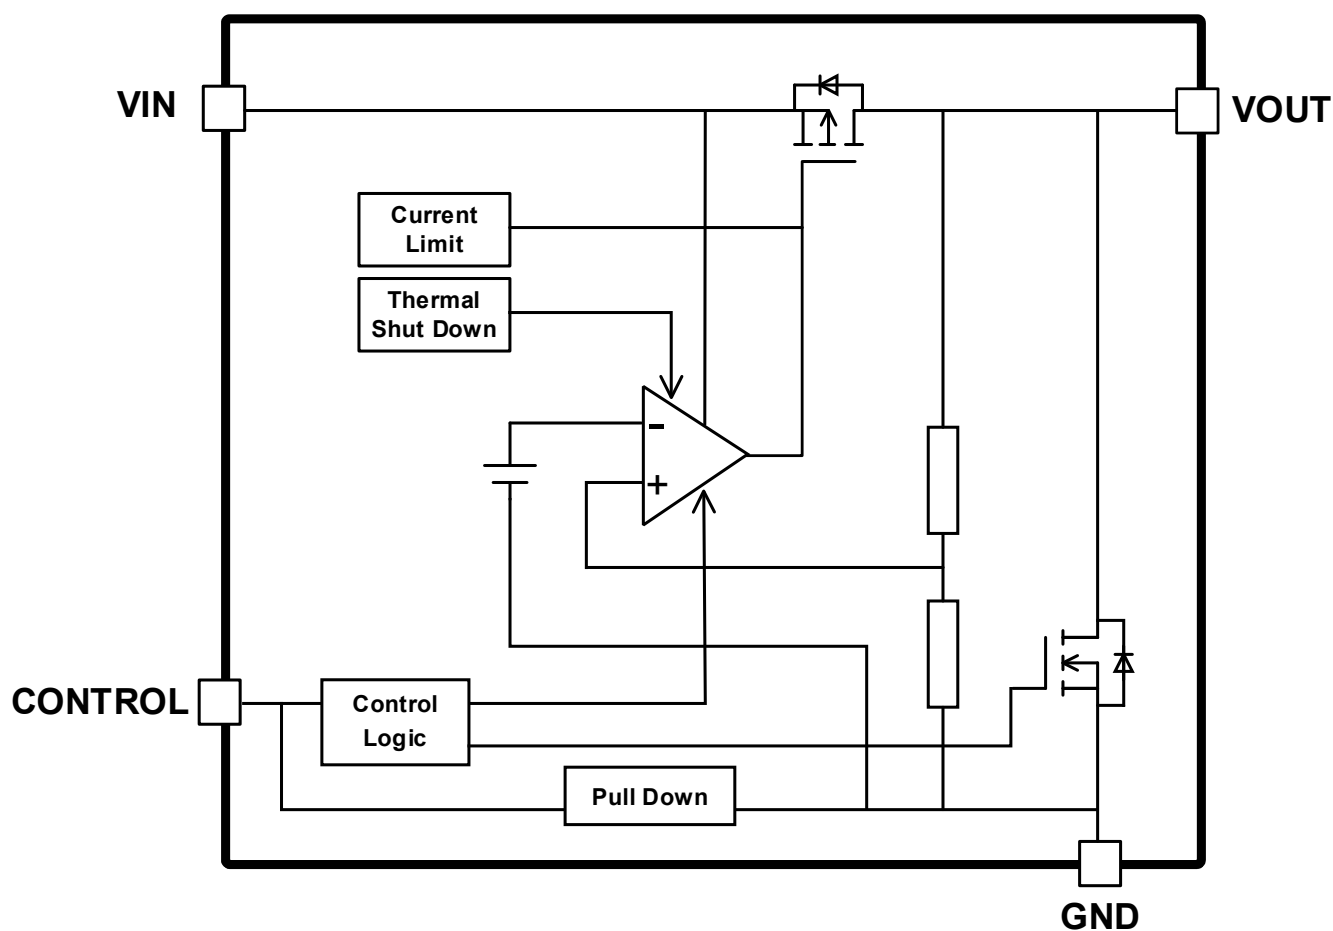 VIN
VOUT
Current
Limit
Thermal
Shut Down
-
+
CONTROL
Control
Logic
Pull Down
GND